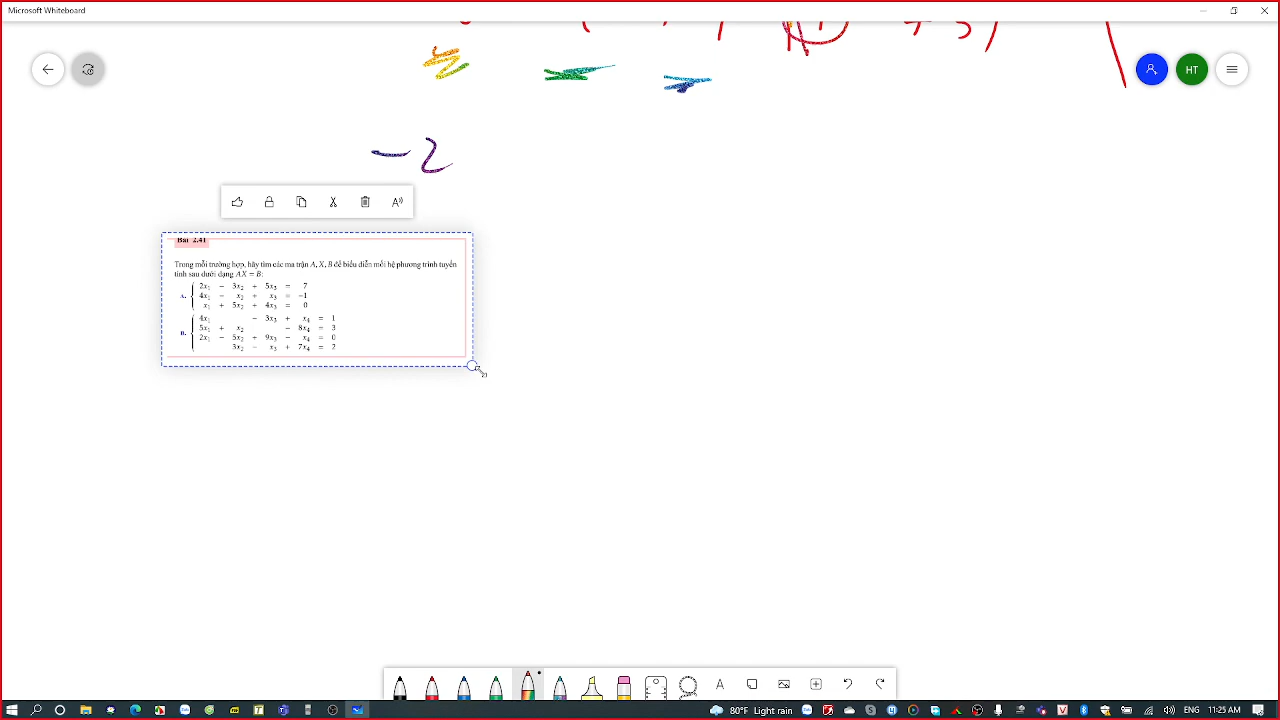 Microsoft Whiteboard
HT
-2
Bài 2.41
Trong mỗi trường hợp, hãy tìm các ma trận A, X, B để biểu diễn mỗi hệ phương trình tuyến
tính sau dưới dạng AX = B:
A. { 2x₁ − 3x₂ + 5x₃ = 7
4x₁ − x₂ + x₃ = −1
x₁ + 5x₂ + 4x₃ = 0
B. { 4x₁ − 3x₃ + x₄ = 1
5x₁ + x₂ − 8x₄ = 3
2x₁ − 5x₂ + 9x₃ − x₄ = 0
3x₂ − x₃ + 7x₄ = 2
80°F Light rain
11:25 AM